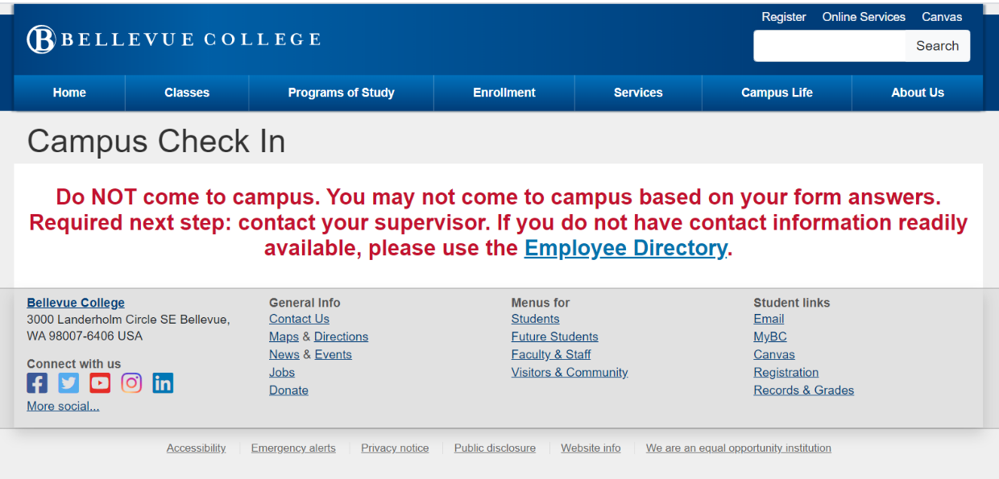 Register Online Services Canvas
BELLEVUE COLLEGE
Search
Home Classes Programs of Study Enrollment Services Campus Life About Us
Campus Check In
Do NOT come to campus. You may not come to campus based on your form answers.
Required next step: contact your supervisor. If you do not have contact information readily
available, please use the Employee Directory.
Bellevue College
3000 Landerholm Circle SE Bellevue,
WA 98007-6406 USA
Connect with us
More social...
General Info
Contact Us
Maps & Directions
News & Events
Jobs
Donate
Menus for
Students
Future Students
Faculty & Staff
Visitors & Community
Student links
Email
MyBC
Canvas
Registration
Records & Grades
Accessibility Emergency alerts Privacy notice Public disclosure Website info We are an equal opportunity institution